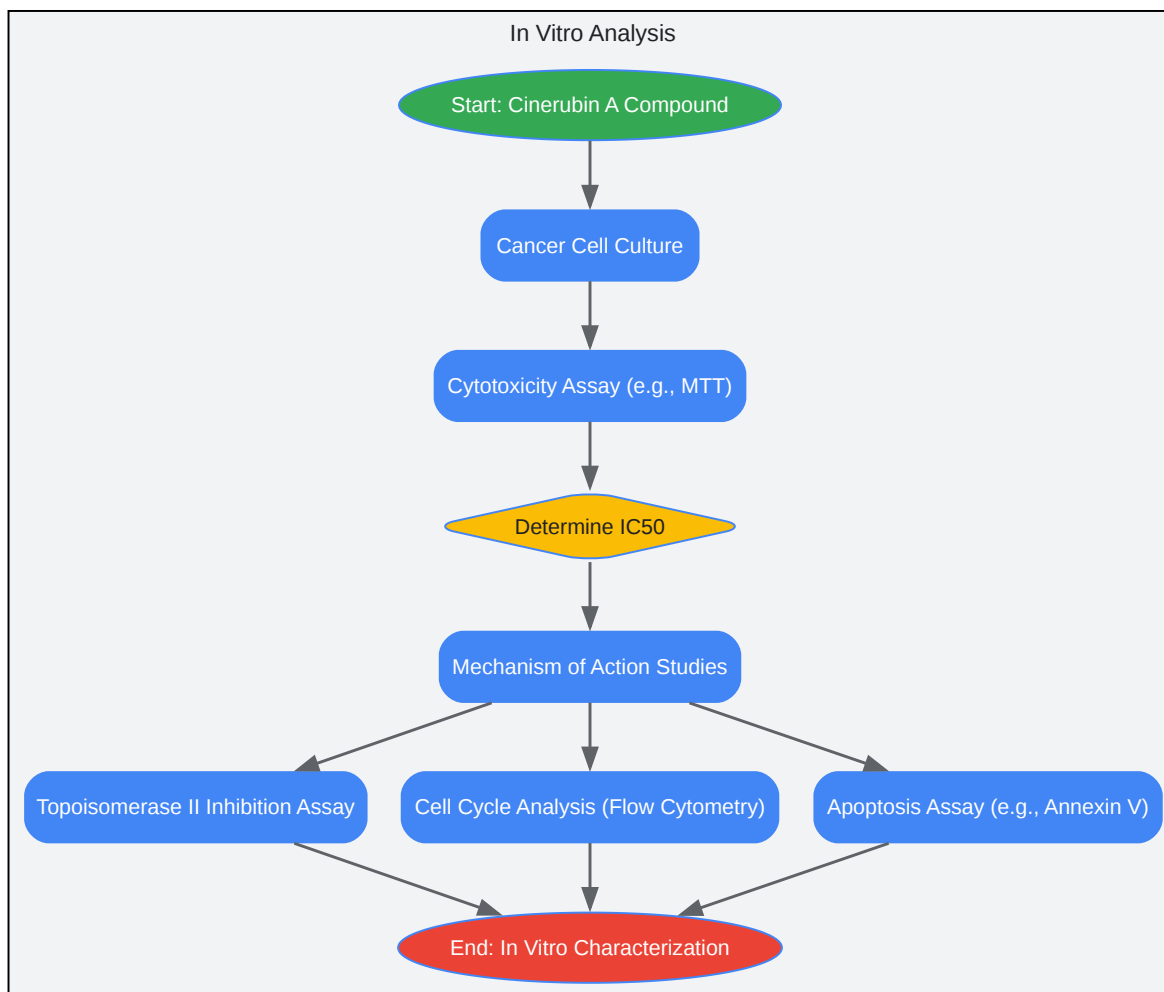 In Vitro Analysis
Start: Cinerubin A Compound
Cancer Cell Culture
Cytotoxicity Assay (e.g., MTT)
Determine IC50
Mechanism of Action Studies
Topoisomerase II Inhibition Assay
Cell Cycle Analysis (Flow Cytometry)
Apoptosis Assay (e.g., Annexin V)
End: In Vitro Characterization